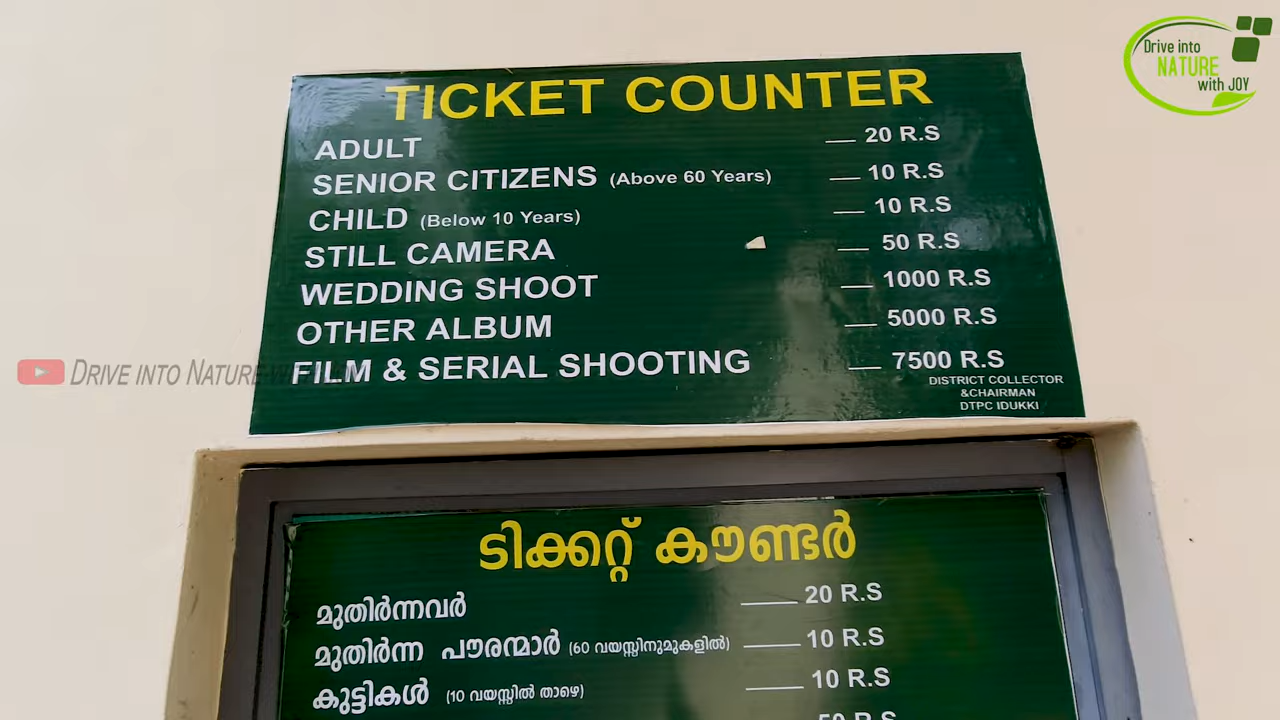 Drive into
NATURE
with JOY
TICKET COUNTER
ADULT — 20 R.S
SENIOR CITIZENS (Above 60 Years) — 10 R.S
CHILD (Below 10 Years) — 10 R.S
STILL CAMERA — 50 R.S
WEDDING SHOOT — 1000 R.S
OTHER ALBUM — 5000 R.S
FILM & SERIAL SHOOTING — 7500 R.S
DISTRICT COLLECTOR
&CHAIRMAN
DTPC IDUKKI
DRIVE INTO NATURE
ടിക്കറ്റ് കൗണ്ടർ
മുതിർന്നവർ — 20 R.S
മുതിർന്ന പൗരന്മാർ (60 വയസ്സിനുമുകളിൽ) — 10 R.S
കുട്ടികൾ (10 വയസ്സിൽ താഴെ) — 10 R.S